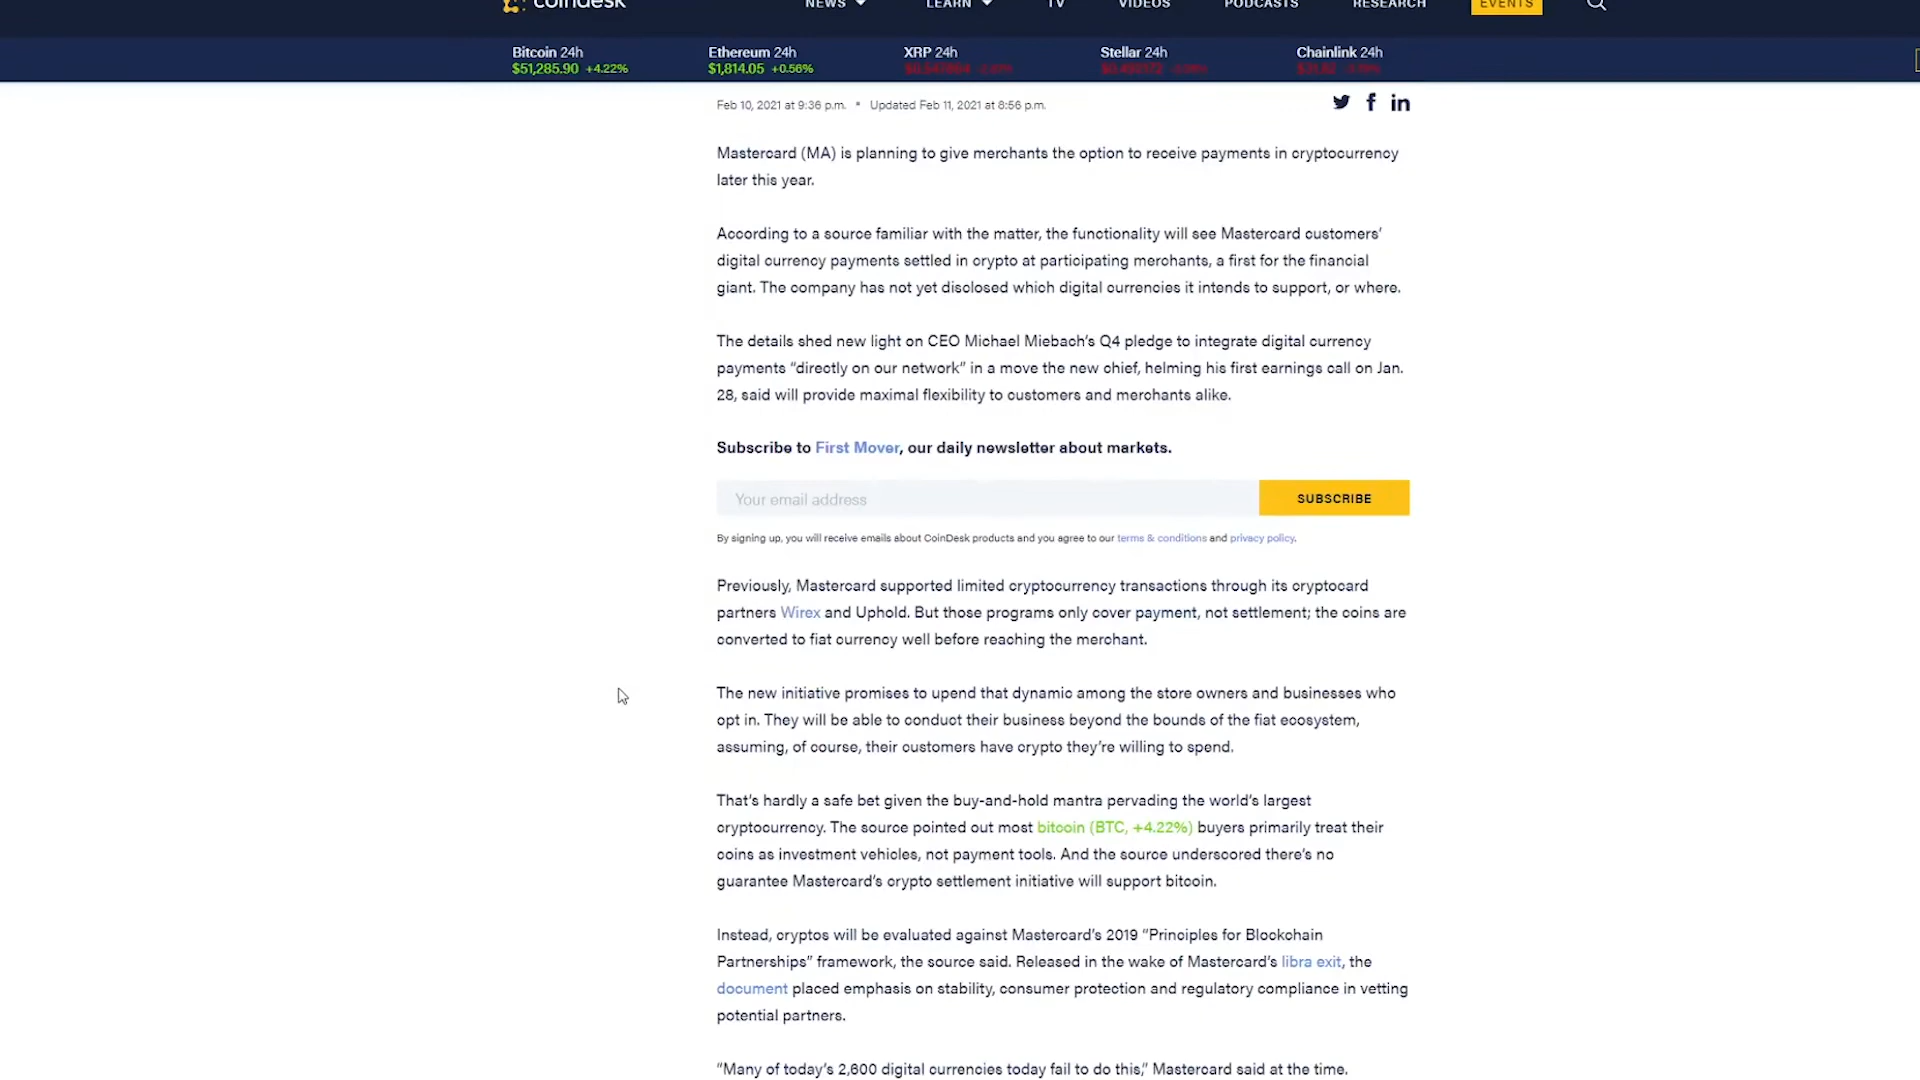 coindesk
NEWS LEARN TV VIDEOS PODCASTS RESEARCH EVENTS
Bitcoin 24h Ethereum 24h XRP 24h Stellar 24h Chainlink 24h
$51,285.90 +4.22% $1,814.05 +0.56%
Feb 10, 2021 at 9:36 p.m. ▪ Updated Feb 11, 2021 at 8:56 p.m.
Mastercard (MA) is planning to give merchants the option to receive payments in cryptocurrency
later this year.
According to a source familiar with the matter, the functionality will see Mastercard customers’
digital currency payments settled in crypto at participating merchants, a first for the financial
giant. The company has not yet disclosed which digital currencies it intends to support, or where.
The details shed new light on CEO Michael Miebach’s Q4 pledge to integrate digital currency
payments “directly on our network” in a move the new chief, helming his first earnings call on Jan.
28, said will provide maximal flexibility to customers and merchants alike.
Subscribe to First Mover, our daily newsletter about markets.
Your email address SUBSCRIBE
By signing up, you will receive emails about CoinDesk products and you agree to our terms & conditions and privacy policy.
Previously, Mastercard supported limited cryptocurrency transactions through its cryptocard
partners Wirex and Uphold. But those programs only cover payment, not settlement; the coins are
converted to fiat currency well before reaching the merchant.
The new initiative promises to upend that dynamic among the store owners and businesses who
opt in. They will be able to conduct their business beyond the bounds of the fiat ecosystem,
assuming, of course, their customers have crypto they’re willing to spend.
That’s hardly a safe bet given the buy-and-hold mantra pervading the world’s largest
cryptocurrency. The source pointed out most bitcoin (BTC, +4.22%) buyers primarily treat their
coins as investment vehicles, not payment tools. And the source underscored there’s no
guarantee Mastercard’s crypto settlement initiative will support bitcoin.
Instead, cryptos will be evaluated against Mastercard’s 2019 “Principles for Blockchain
Partnerships” framework, the source said. Released in the wake of Mastercard’s libra exit, the
document placed emphasis on stability, consumer protection and regulatory compliance in vetting
potential partners.
“Many of today’s 2,600 digital currencies today fail to do this,” Mastercard said at the time.